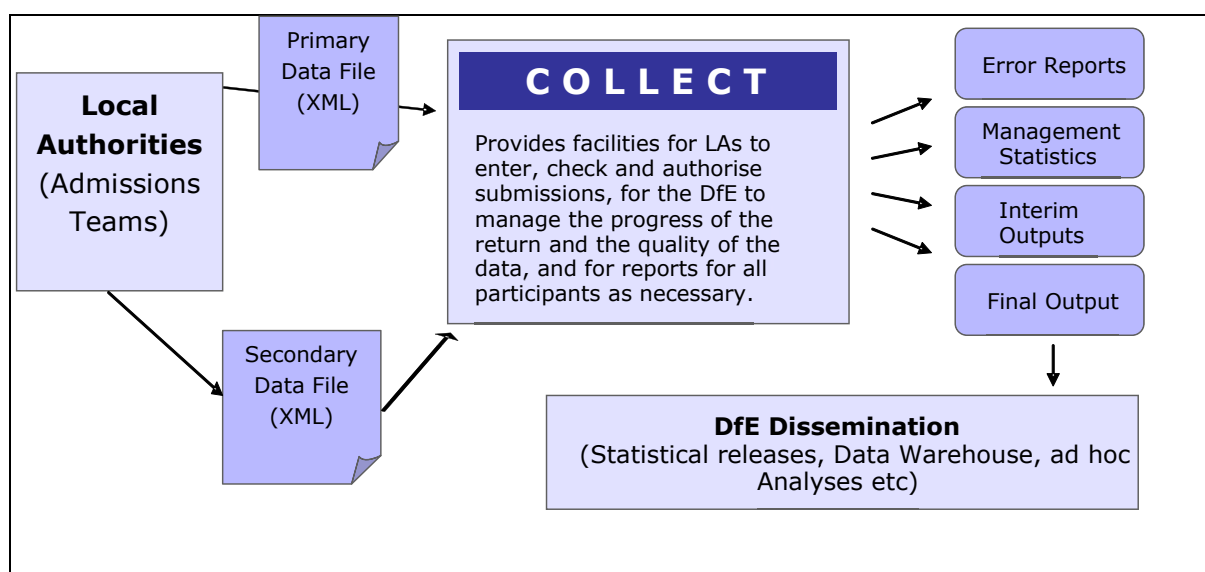 Local
Authorities
(Admissions
Teams)
Primary
Data File
(XML)
Secondary
Data File
(XML)
C O L L E C T
Provides facilities for LAs to
enter, check and authorise
submissions, for the DfE to
manage the progress of the
return and the quality of the
data, and for reports for all
participants as necessary.
Error Reports
Management
Statistics
Interim
Outputs
Final Output
DfE Dissemination
(Statistical releases, Data Warehouse, ad hoc
Analyses etc)